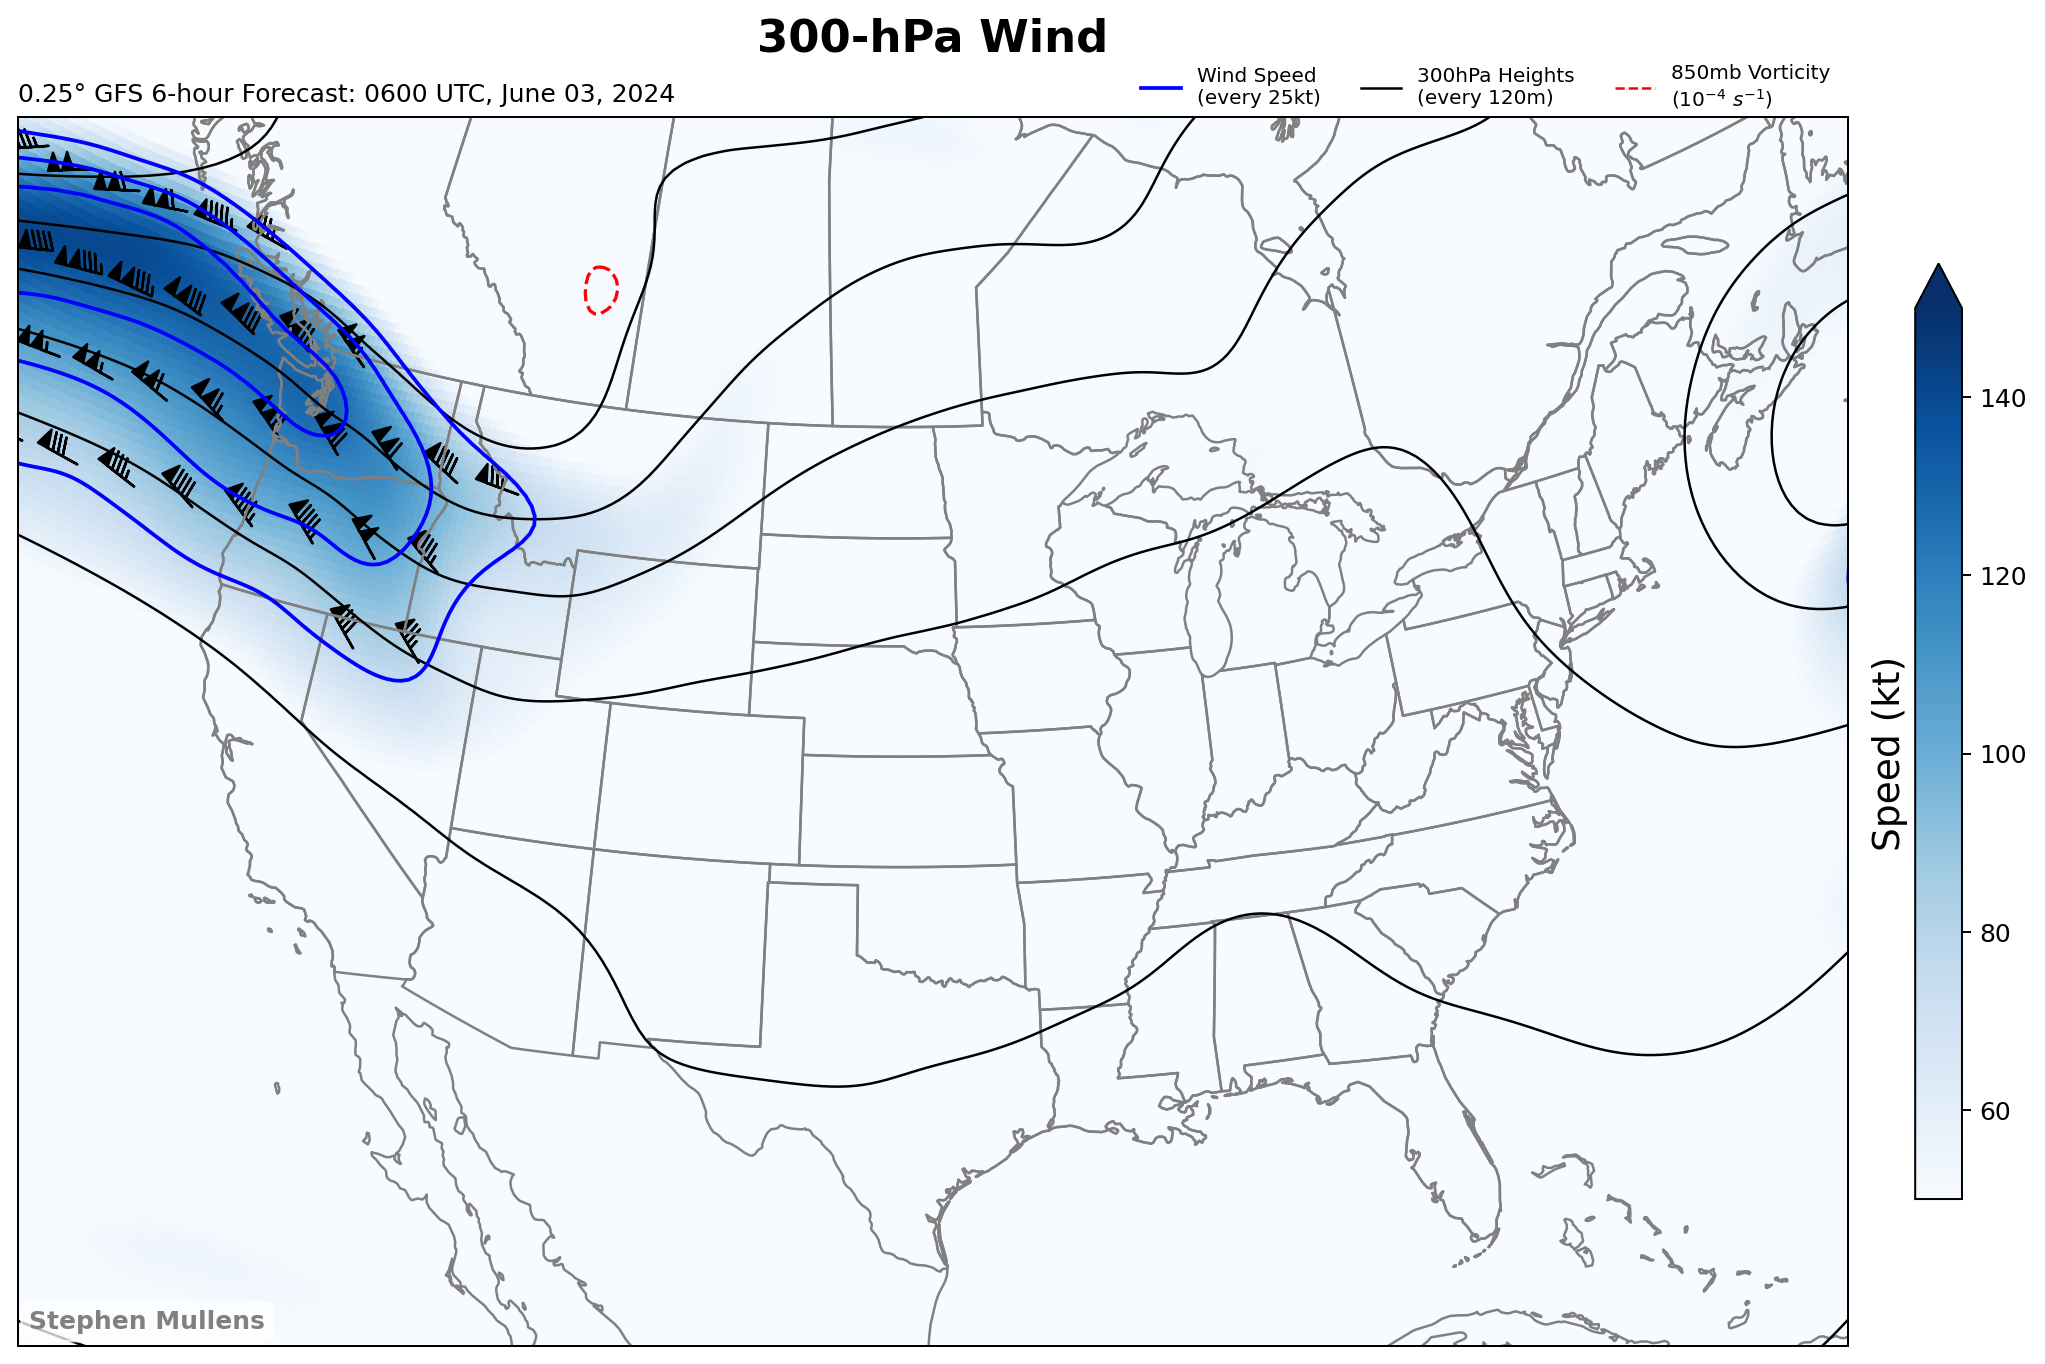 300-hPa Wind
0.25° GFS 6-hour Forecast: 0600 UTC, June 03, 2024
Wind Speed
(every 25kt)
300hPa Heights
(every 120m)
850mb Vorticity
(10⁻⁴ s⁻¹)
140
120
100
80
60
Speed (kt)
Stephen Mullens